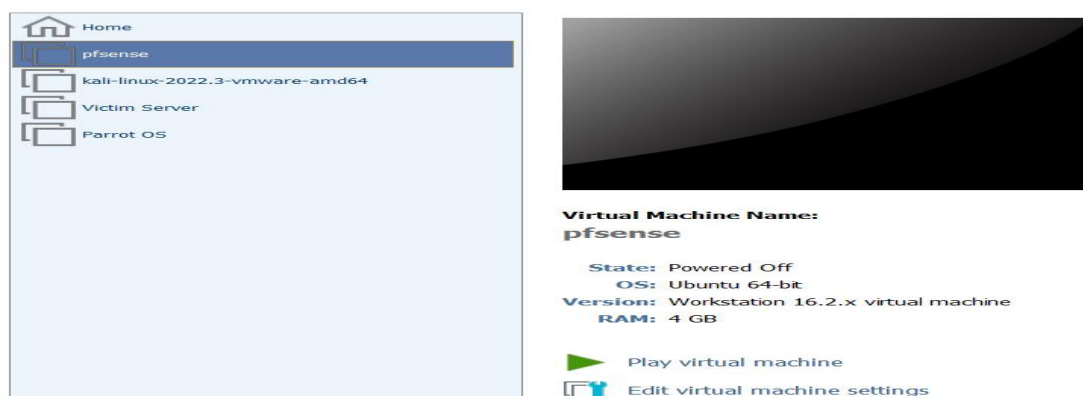 Home
pfsense
kali-linux-2022.3-vmware-amd64
Victim Server
Parrot OS
Virtual Machine Name:
pfsense
State: Powered Off
OS: Ubuntu 64-bit
Version: Workstation 16.2.x virtual machine
RAM: 4 GB
Play virtual machine
Edit virtual machine settings